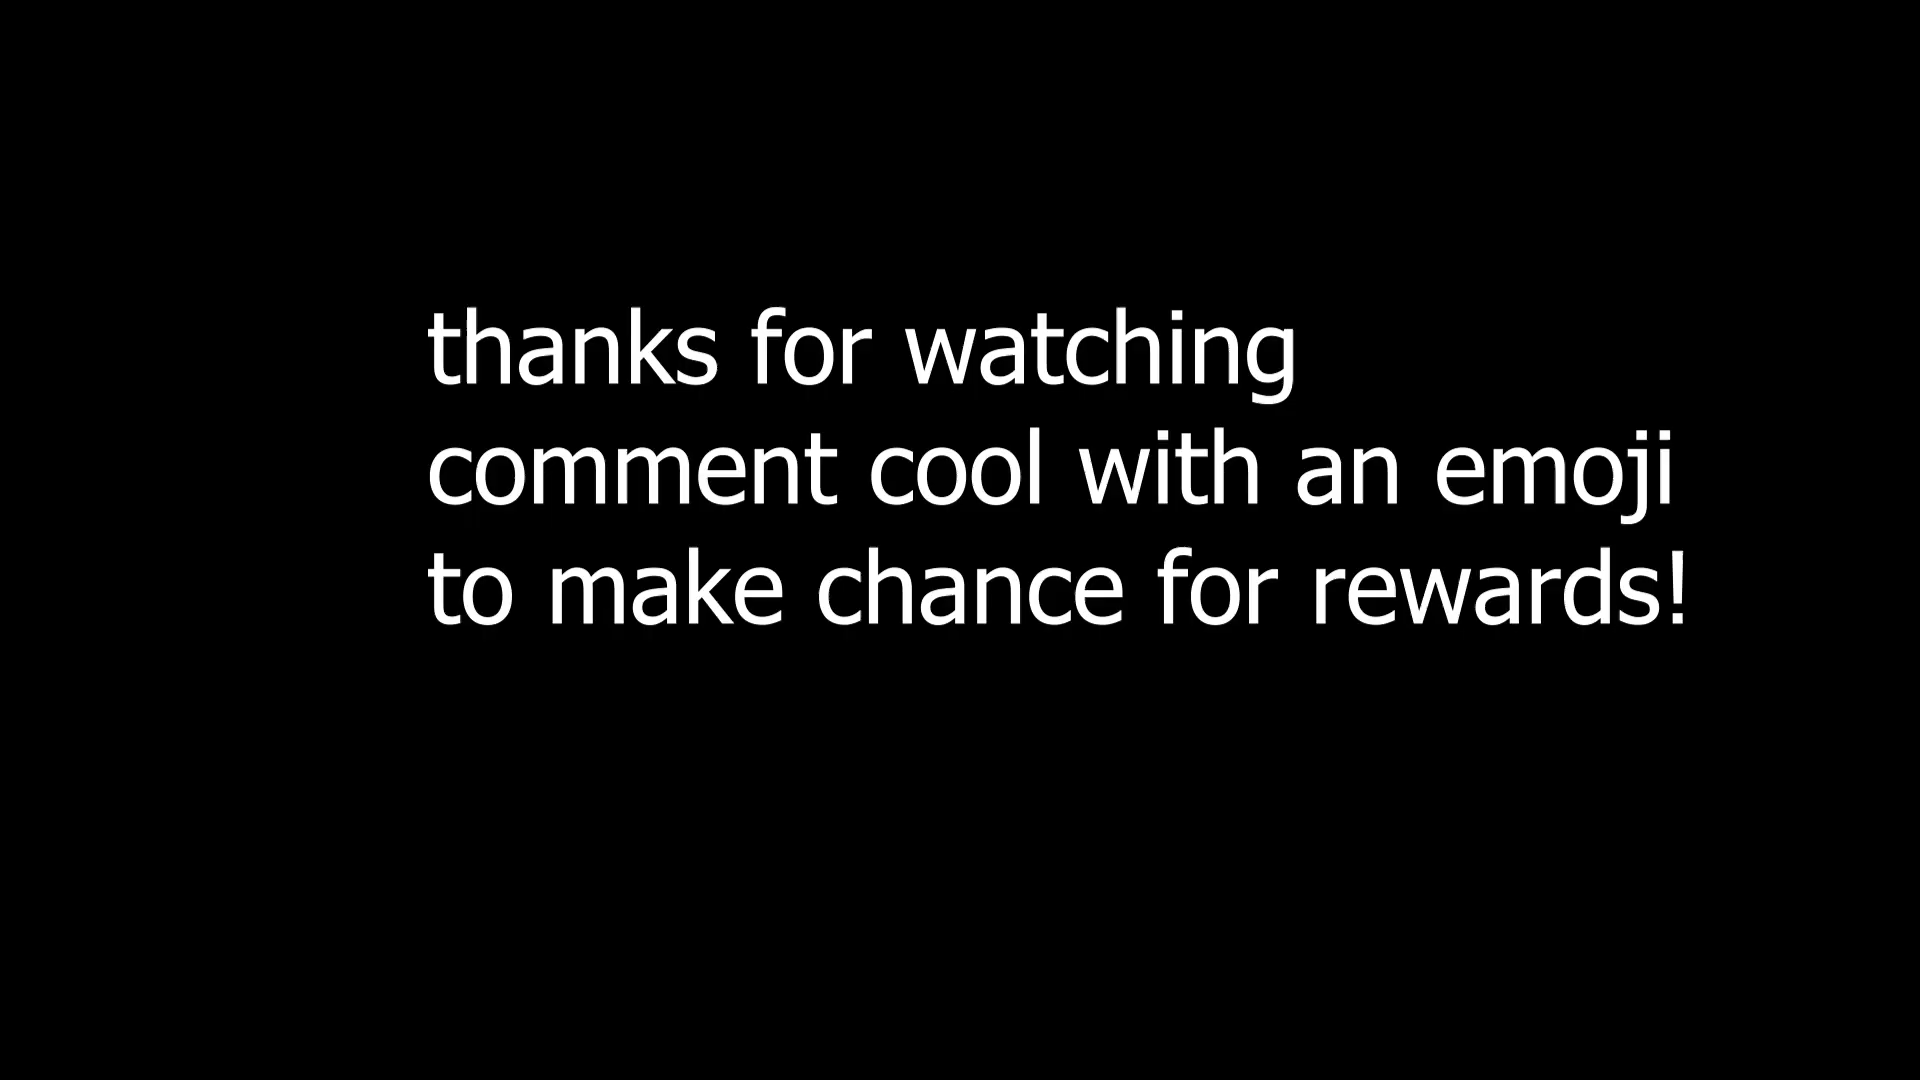 thanks for watching
comment cool with an emoji
to make chance for rewards!